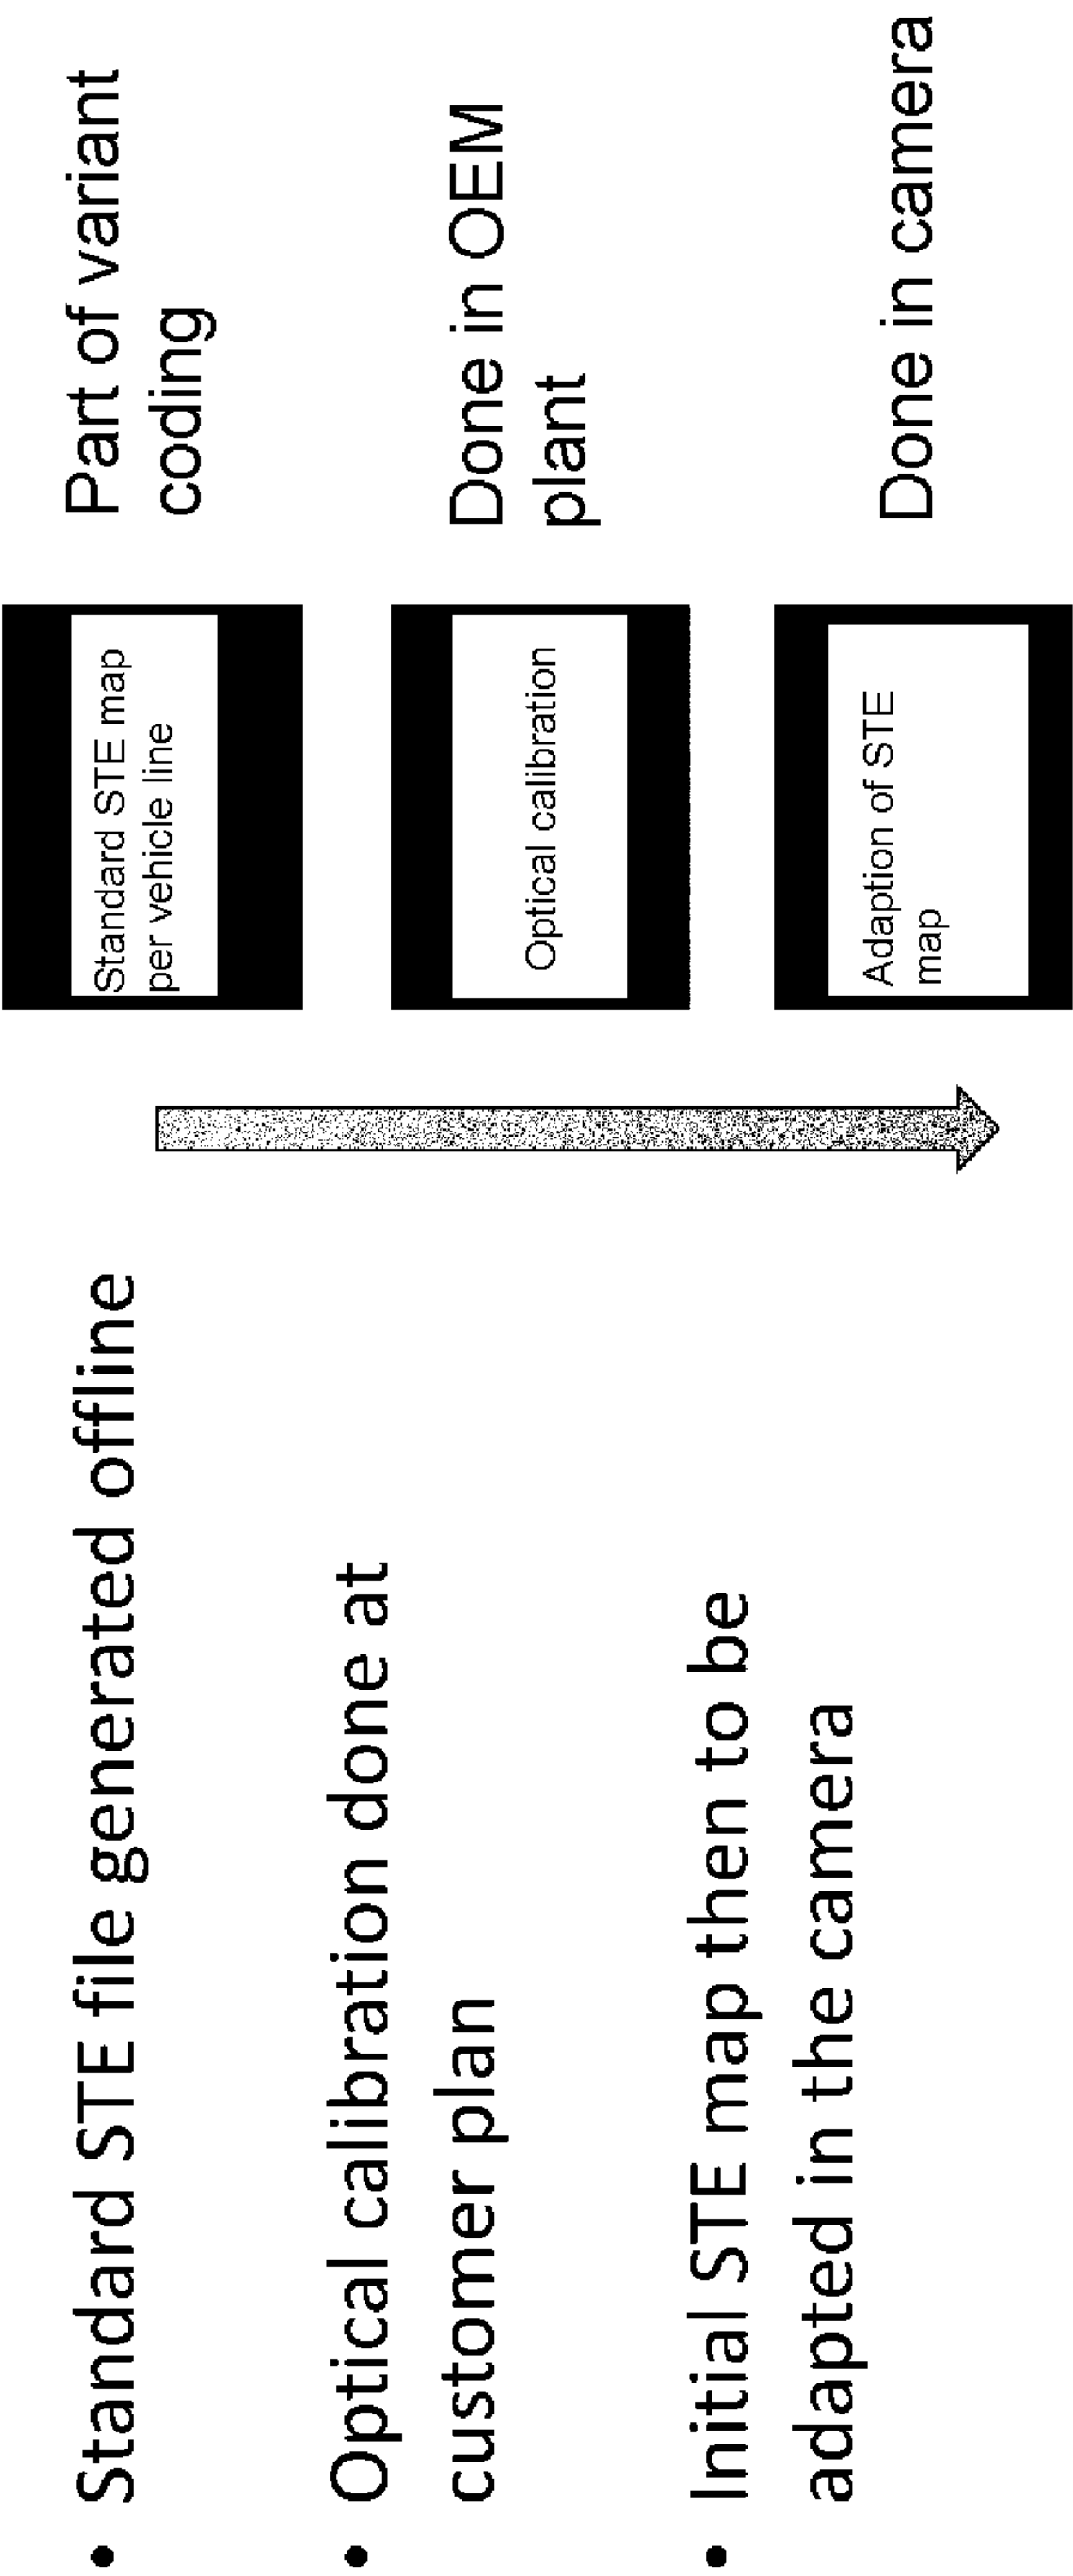 • Standard STE file generated offline
• Optical calibration done at
customer plan
• Initial STE map then to be
adapted in the camera
Standard STE map
per vehicle line
Part of variant
coding
Optical calibration
Done in OEM
plant
Adaption of STE
map
Done in camera